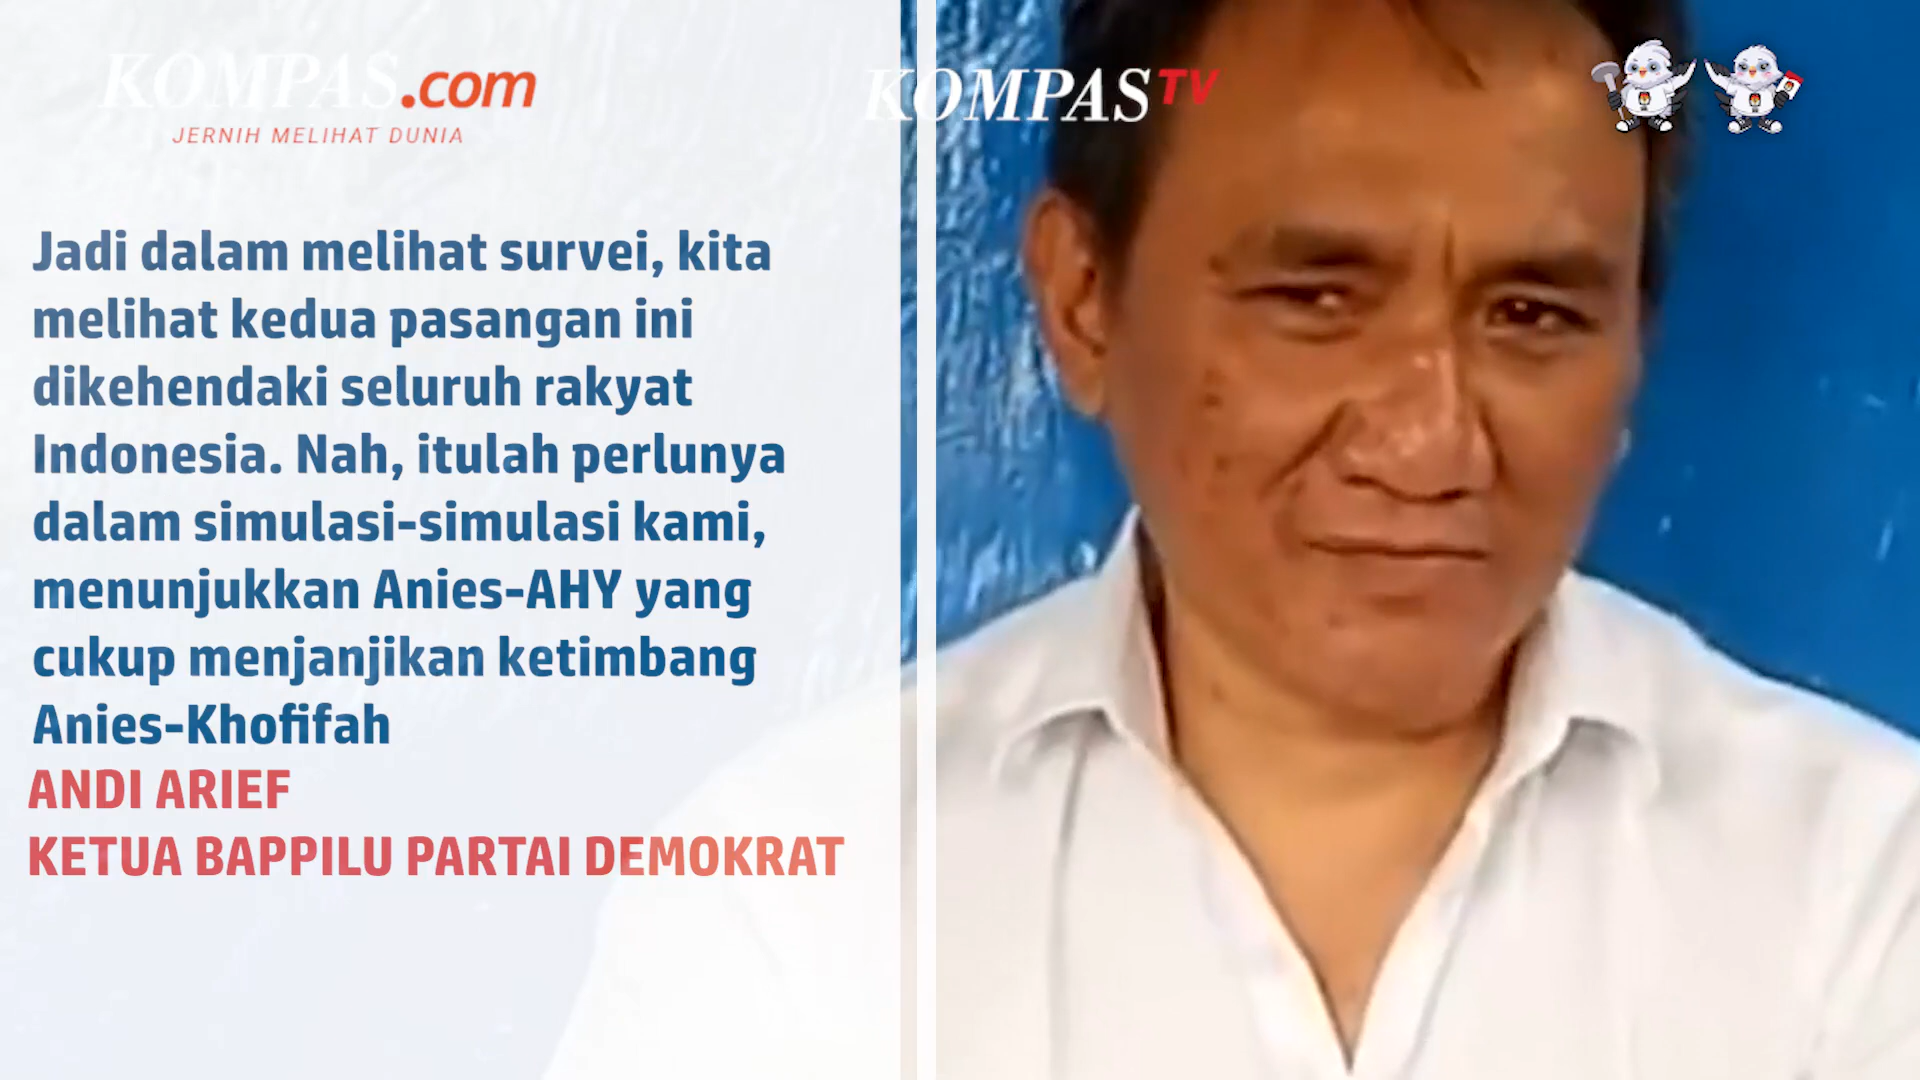 KOMPAS.com
JERNIH MELIHAT DUNIA
KOMPASTV
Jadi dalam melihat survei, kita
melihat kedua pasangan ini
dikehendaki seluruh rakyat
Indonesia. Nah, itulah perlunya
dalam simulasi-simulasi kami,
menunjukkan Anies-AHY yang
cukup menjanjikan ketimbang
Anies-Khofifah
ANDI ARIEF
KETUA BAPPILU PARTAI DEMOKRAT